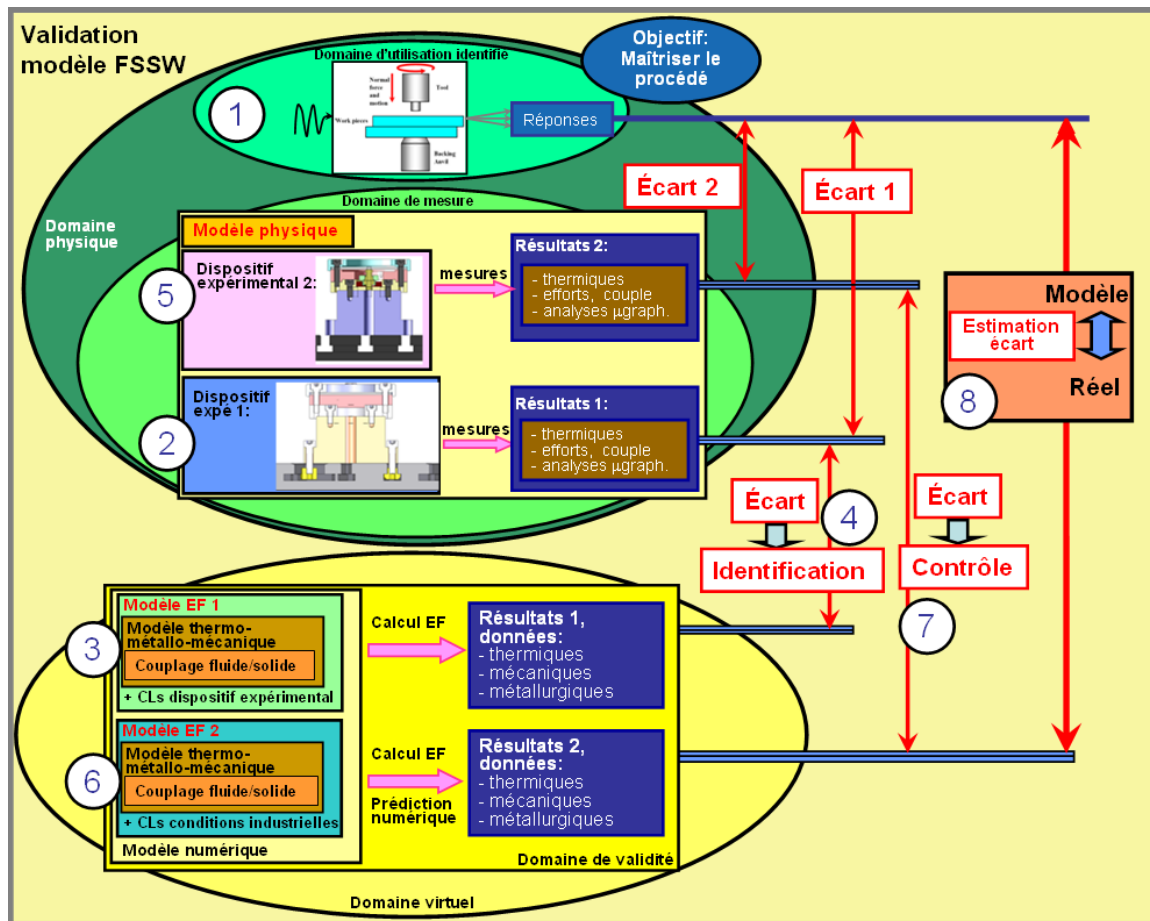 Validation
modèle FSSW
Objectif:
Maîtriser le
procédé
Domaine d'utilisation identifié
1
Normal
force
and
motion
Tool
Work pieces
Backing
Anvil
Réponses
Écart 2
Écart 1
Domaine
physique
Domaine de mesure
Modèle physique
Dispositif
expérimental 2:
5
mesures
Résultats 2:
- thermiques
- efforts, couple
- analyses µgraph.
Dispositif
expé 1:
2
mesures
Résultats 1:
- thermiques
- efforts, couple
- analyses µgraph.
Modèle
Estimation
écart
Réel
8
Écart
4
Identification
Écart
Contrôle
7
Modèle EF 1
Modèle thermo-
métallo-mécanique
Couplage fluide/solide
+ CLs dispositif expérimental
3
Calcul EF
Résultats 1,
données:
- thermiques
- mécaniques
- métallurgiques
Modèle EF 2
Modèle thermo-
métallo-mécanique
Couplage fluide/solide
+ CLs conditions industrielles
6
Calcul EF
Prédiction
numérique
Résultats 2,
données:
- thermiques
- mécaniques
- métallurgiques
Modèle numérique
Domaine de validité
Domaine virtuel